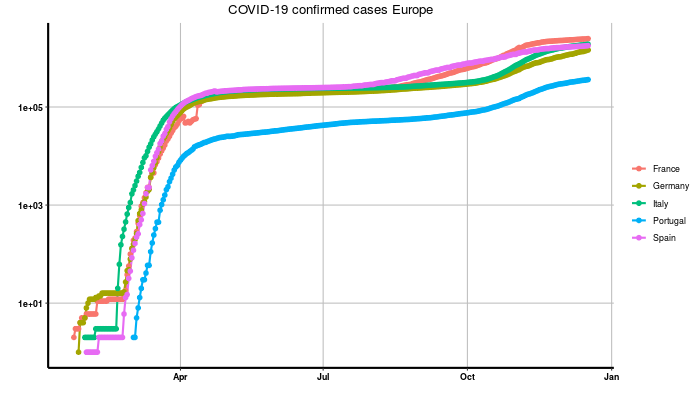 COVID-19 confirmed cases Europe
1e+05
1e+03
1e+01
Apr
Jul
Oct
Jan
France
Germany
Italy
Portugal
Spain